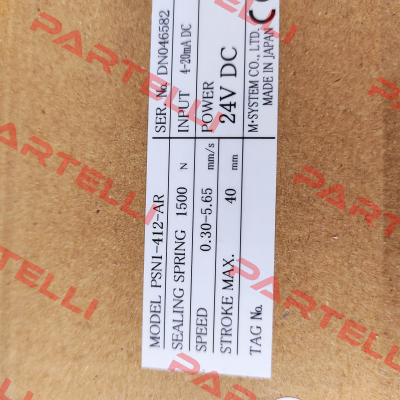 MODEL PSN1-412-AR SER. No. DN046582
SEALING SPRING 1500 N INPUT 4-20mA DC
SPEED 0.30-5.65 mm/s POWER
STROKE MAX. 40 mm 24V DC
TAG No. M-SYSTEM CO., LTD.
MADE IN JAPAN
PARTELLI
PARTELLI
PARTELLI